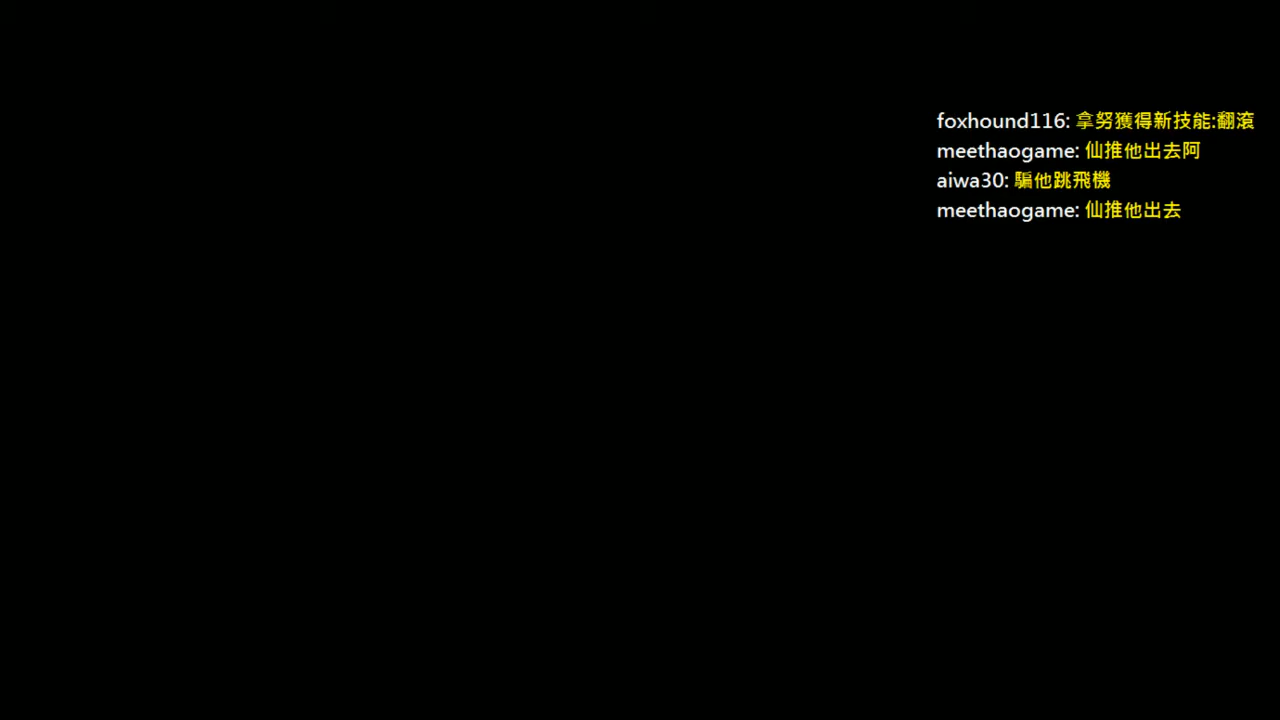 foxhound116: 拿努獲得新技能:翻滾
meethaogame: 仙推他出去阿
aiwa30: 騙他跳飛機
meethaogame: 仙推他出去